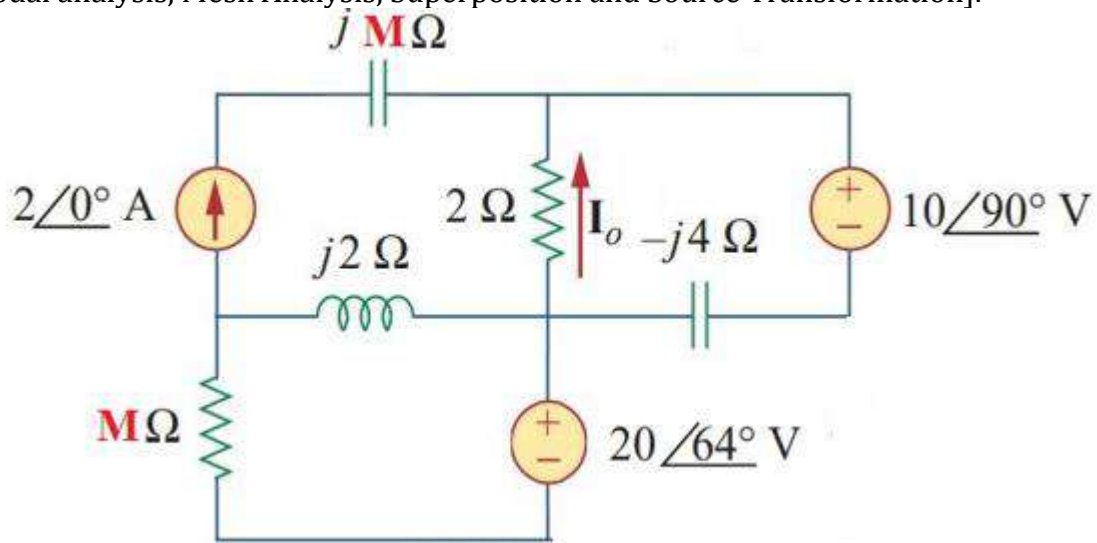 odal analysis, Mesh Analysis, Superposition and Source Transformation].
j MΩ
2∠0° A
2 Ω
I₀
−j4 Ω
10∠90° V
+
−
j2 Ω
MΩ
+
−
20∠64° V